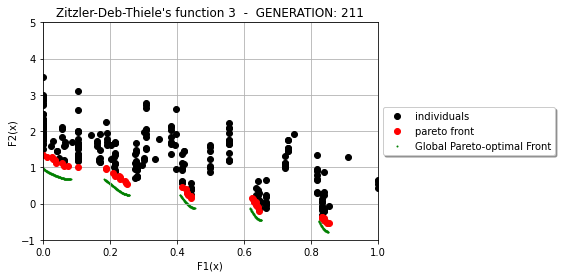 Zitzler-Deb-Thiele's function 3 - GENERATION: 211
5
4
3
2
1
0
-1
F2(x)
0.0 0.2 0.4 0.6 0.8 1.0
F1(x)
individuals
pareto front
Global Pareto-optimal Front